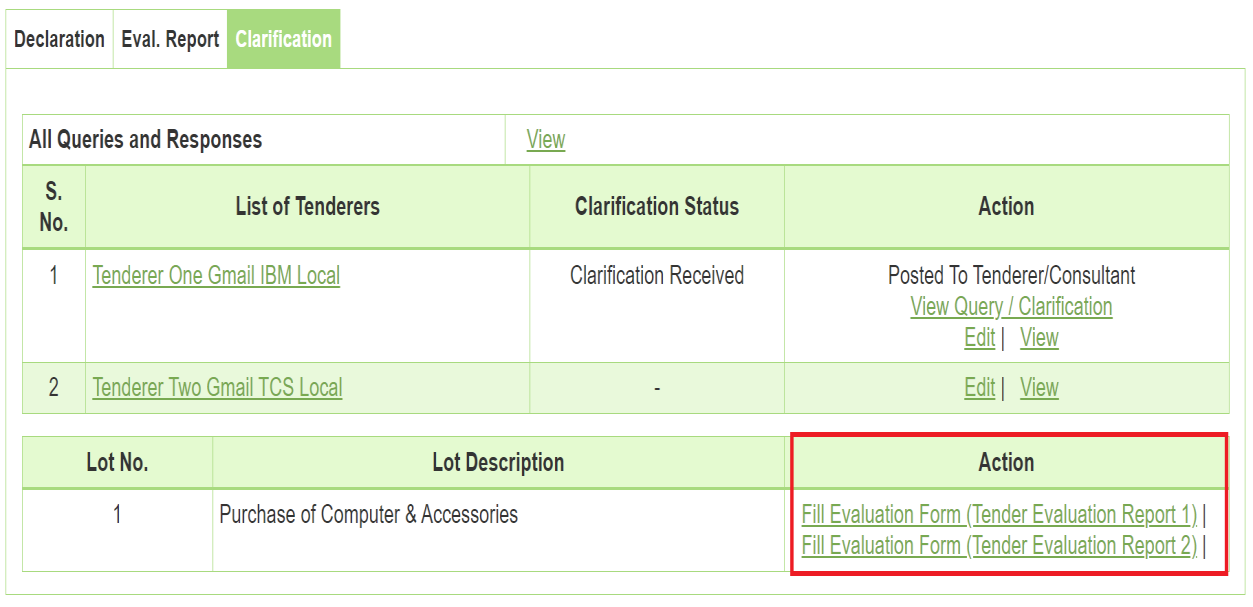 Declaration Eval. Report Clarification
All Queries and Responses View
S. No. List of Tenderers Clarification Status Action
1 Tenderer One Gmail IBM Local Clarification Received Posted To Tenderer/Consultant
View Query / Clarification
Edit | View
2 Tenderer Two Gmail TCS Local - Edit | View
Lot No. Lot Description Action
1 Purchase of Computer & Accessories Fill Evaluation Form (Tender Evaluation Report 1) |
Fill Evaluation Form (Tender Evaluation Report 2) |